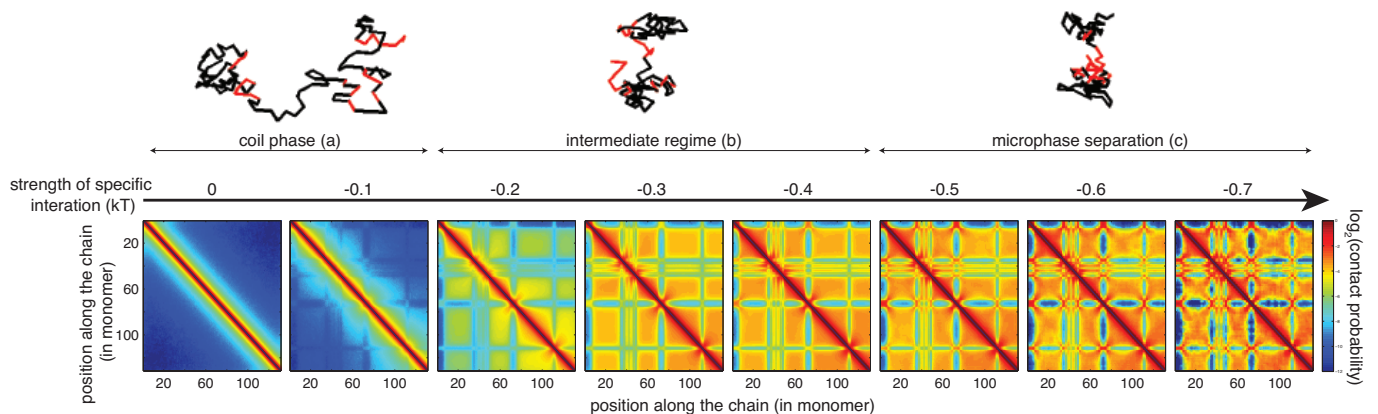 coil phase (a)
intermediate regime (b)
microphase separation (c)
strength of specific
interation (kT)
0
-0.1
-0.2
-0.3
-0.4
-0.5
-0.6
-0.7
position along the chain
(in monomer)
20
60
100
20 60 100
20 60 100
20 60 100
20 60 100
20 60 100
20 60 100
20 60 100
20 60 100
position along the chain (in monomer)
log2(contact probability)